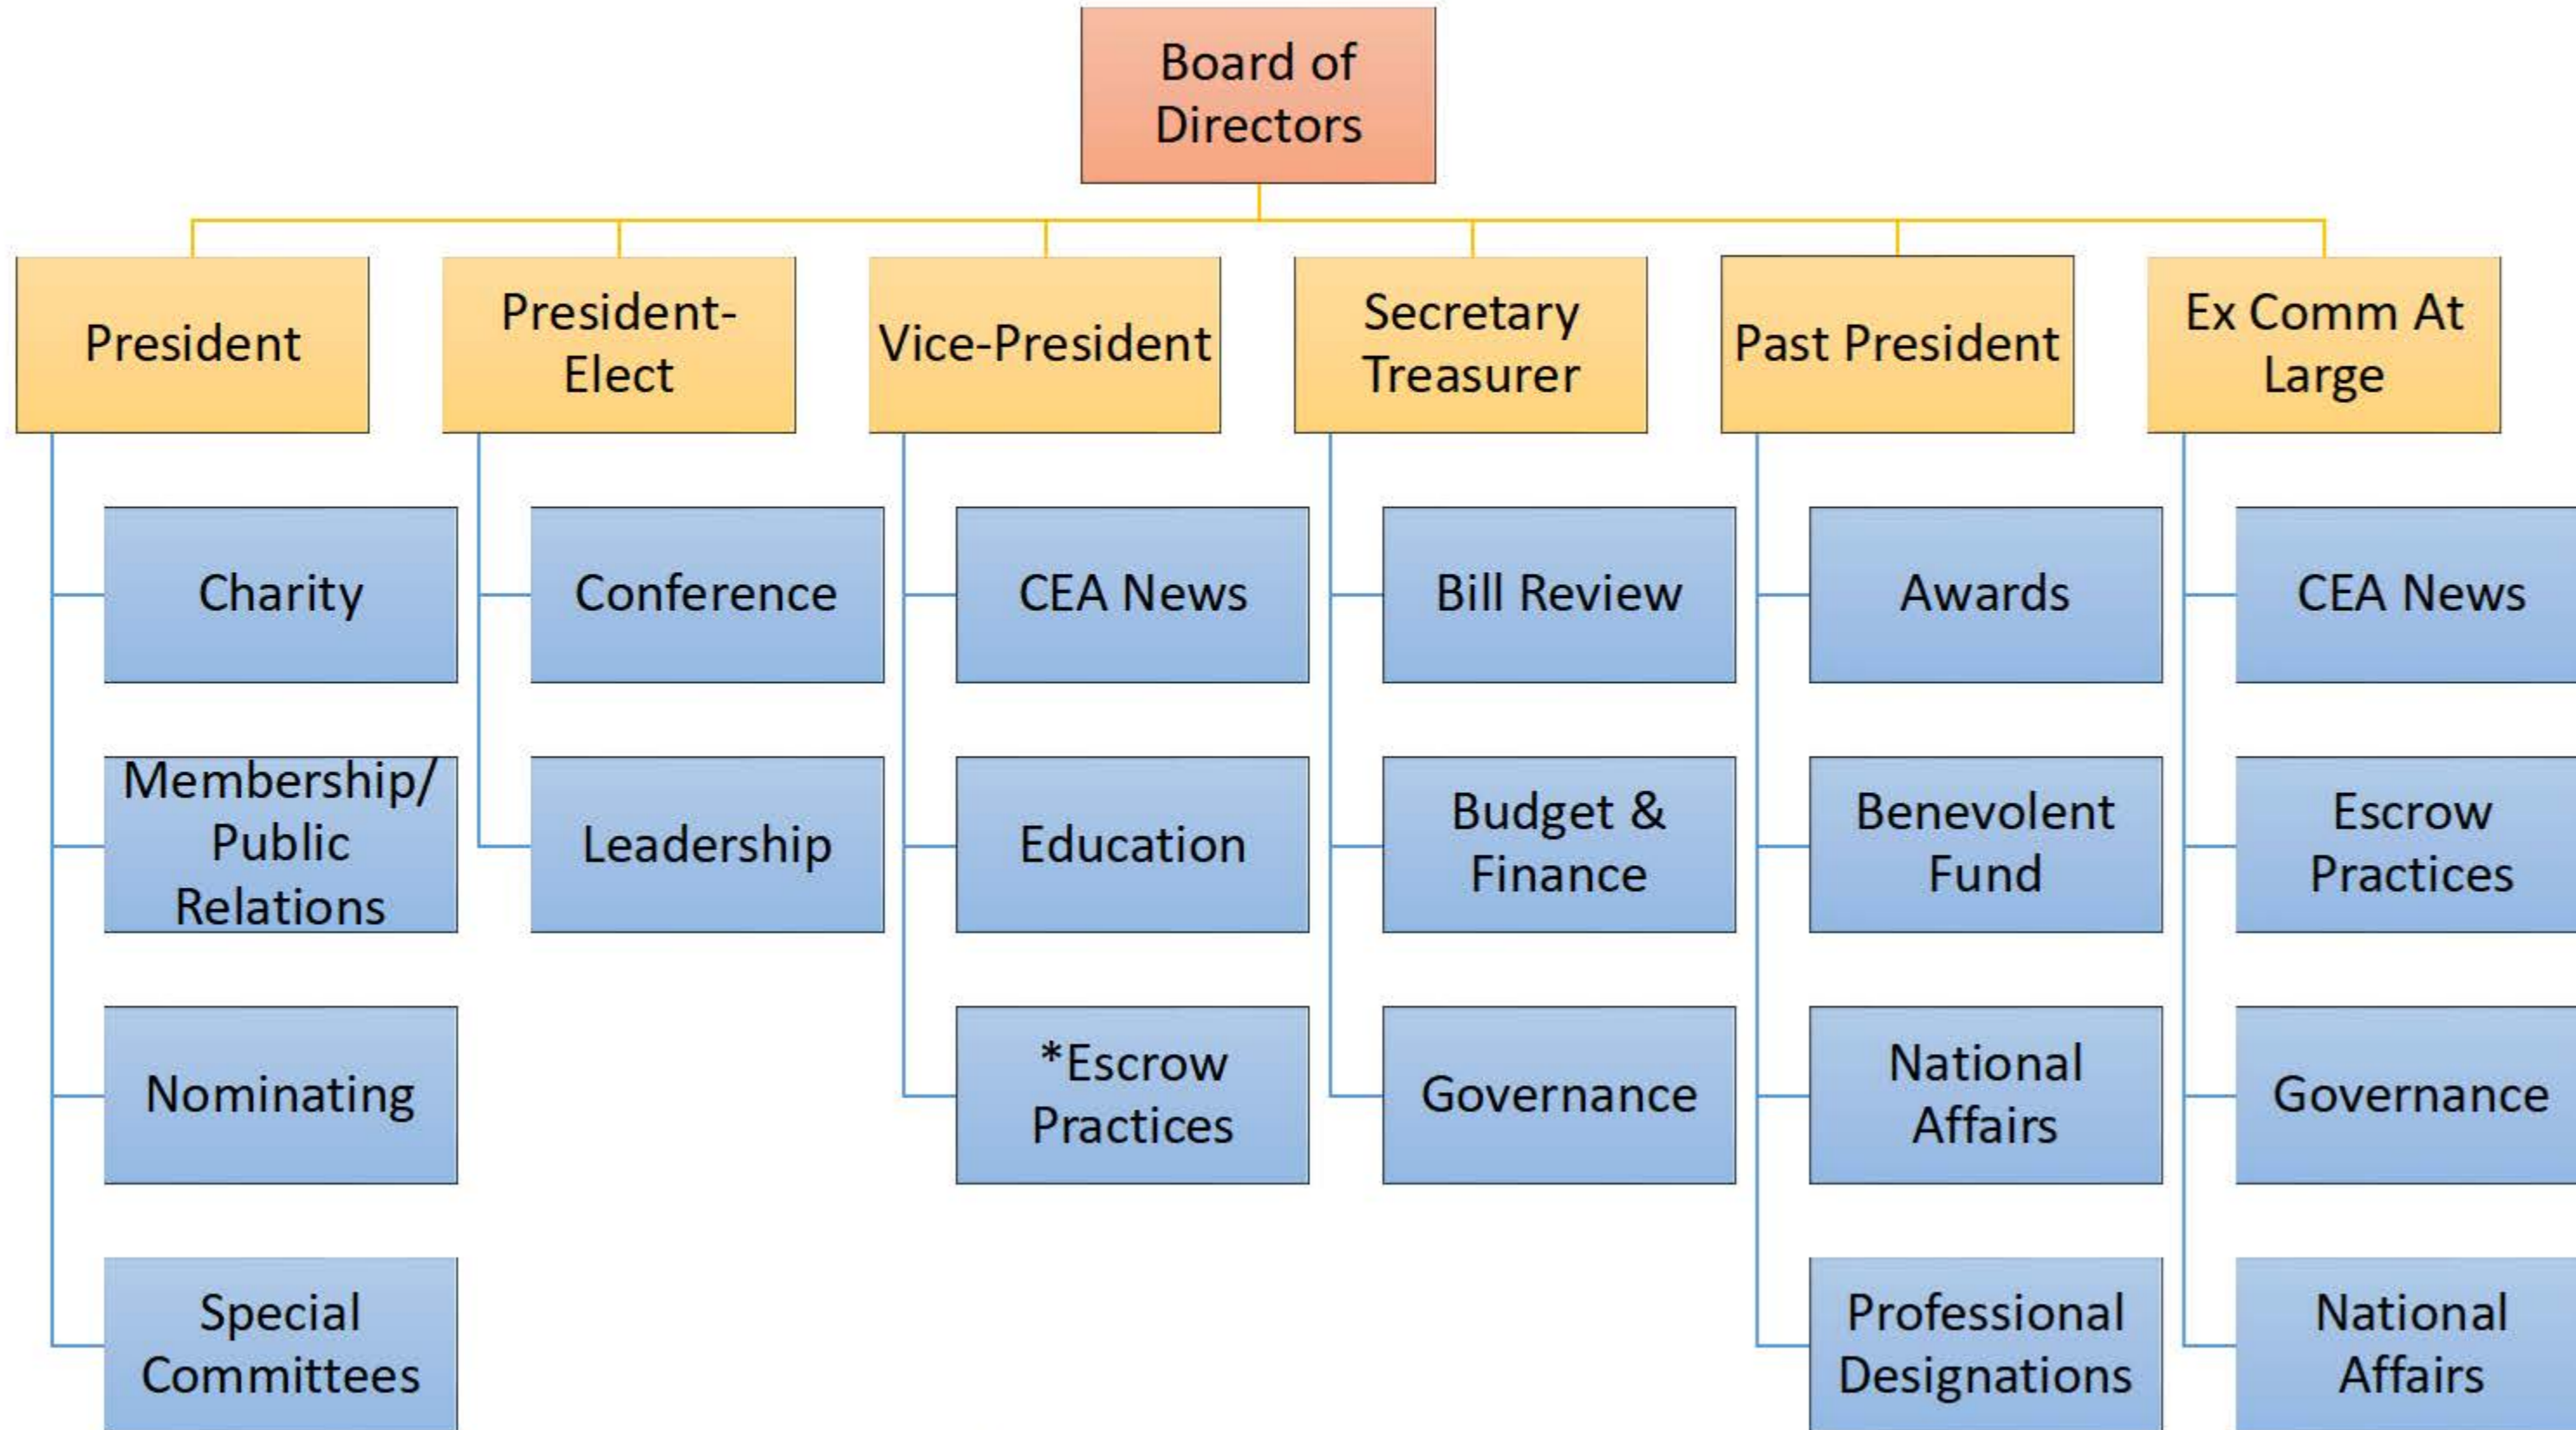 Board of
Directors
President
President-
Elect
Vice-President
Secretary
Treasurer
Past President
Ex Comm At
Large
Charity
Conference
CEA News
Bill Review
Awards
CEA News
Membership/
Public
Relations
Leadership
Education
Budget &
Finance
Benevolent
Fund
Escrow
Practices
Nominating
*Escrow
Practices
Governance
National
Affairs
Governance
Special
Committees
Professional
Designations
National
Affairs